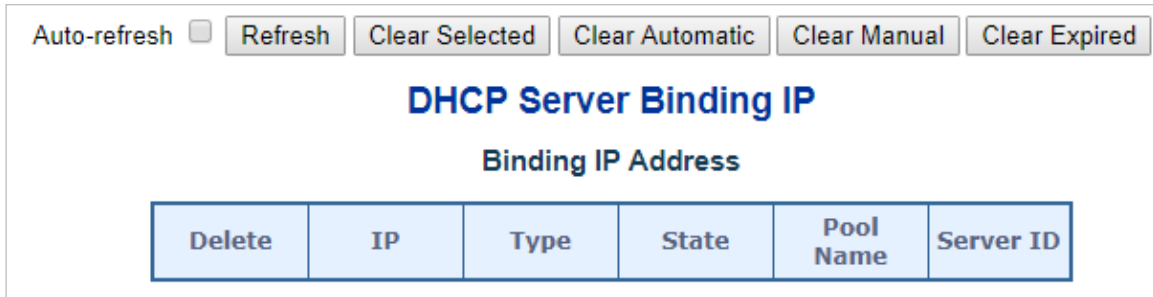 Auto-refresh Refresh Clear Selected Clear Automatic Clear Manual Clear Expired
DHCP Server Binding IP
Binding IP Address
Delete IP Type State Pool Name Server ID